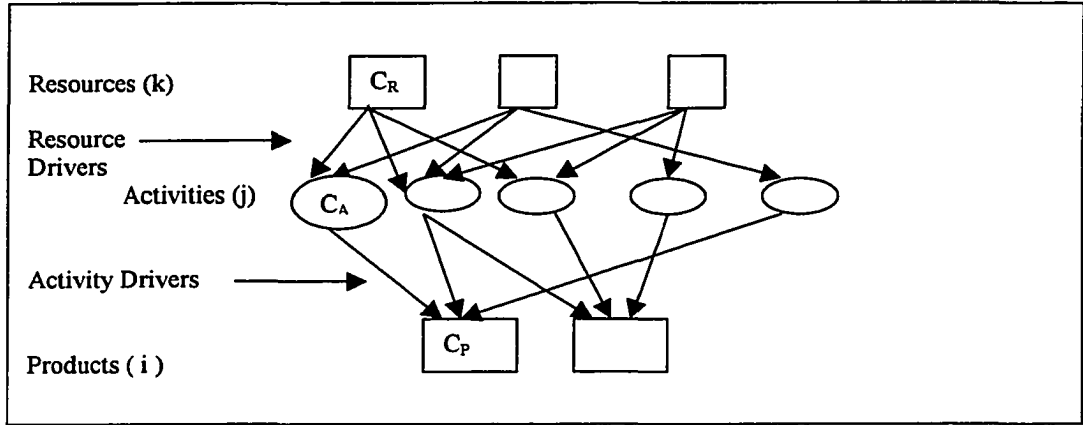 Resources (k)
C_R
Resource
Drivers
Activities (j)
C_A
Activity Drivers
C_P
Products ( i )